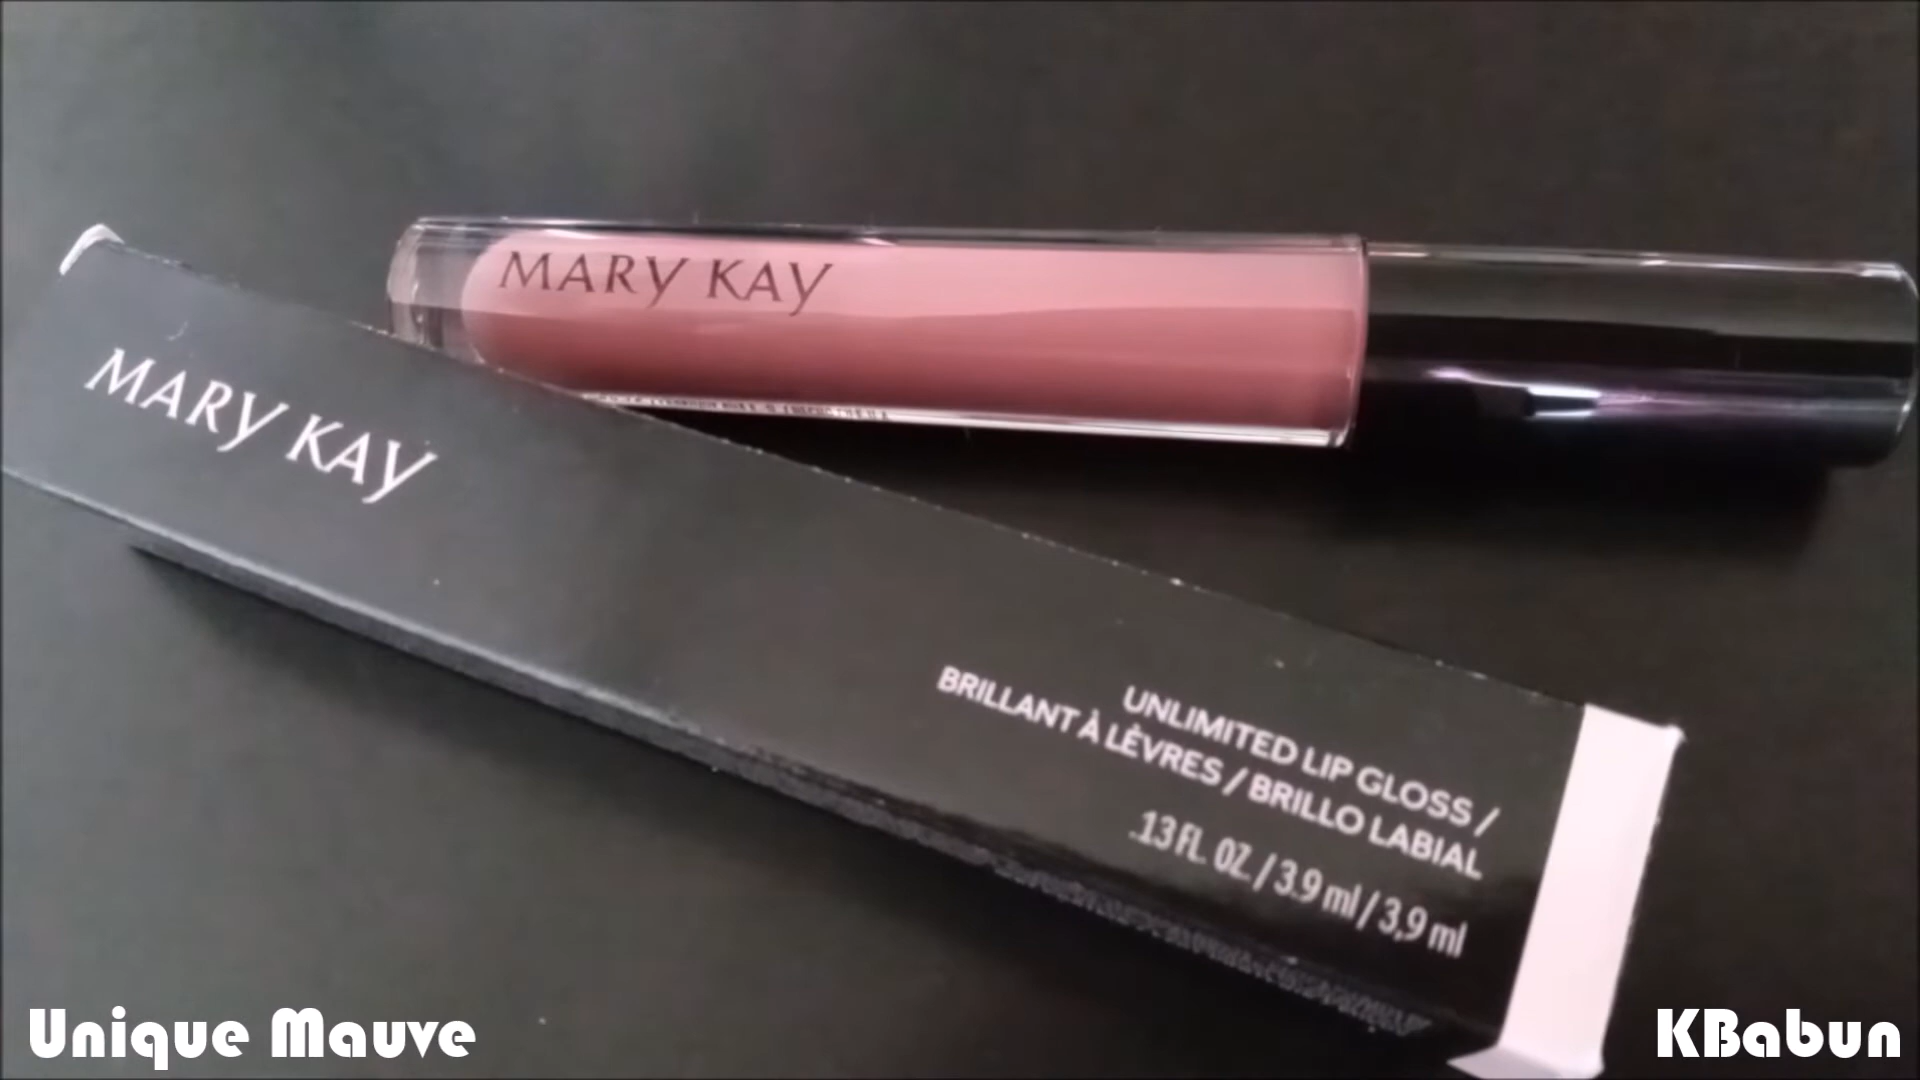 MARY KAY
MARY KAY
UNLIMITED LIP GLOSS /
BRILLANT À LÈVRES / BRILLO LABIAL
.13 FL. OZ. / 3.9 ml / 3,9 ml
Unique Mauve
KBabun